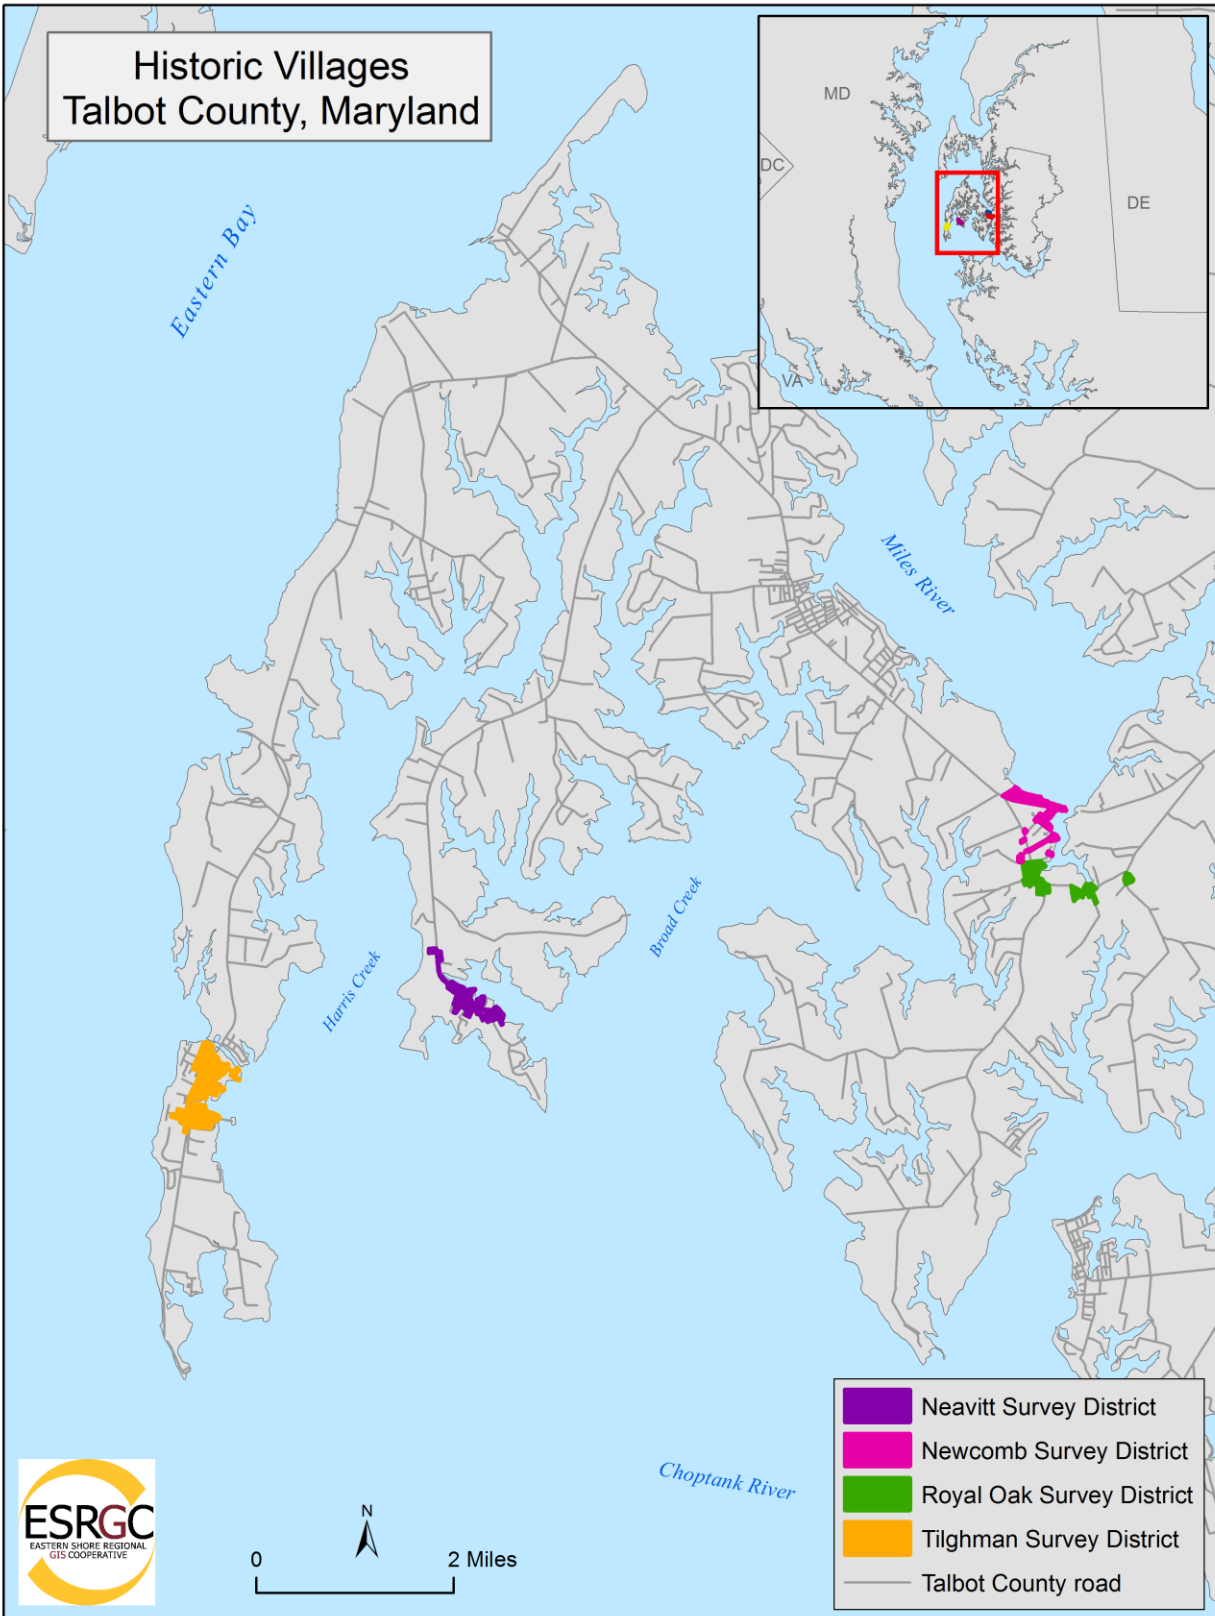 Historic Villages
Talbot County, Maryland
MD
DC
DE
VA
Eastern Bay
Miles River
Broad Creek
Harris Creek
Choptank River
Neavitt Survey District
Newcomb Survey District
Royal Oak Survey District
Tilghman Survey District
Talbot County road
ESRGC
EASTERN SHORE REGIONAL
GIS COOPERATIVE
N
0 2 Miles